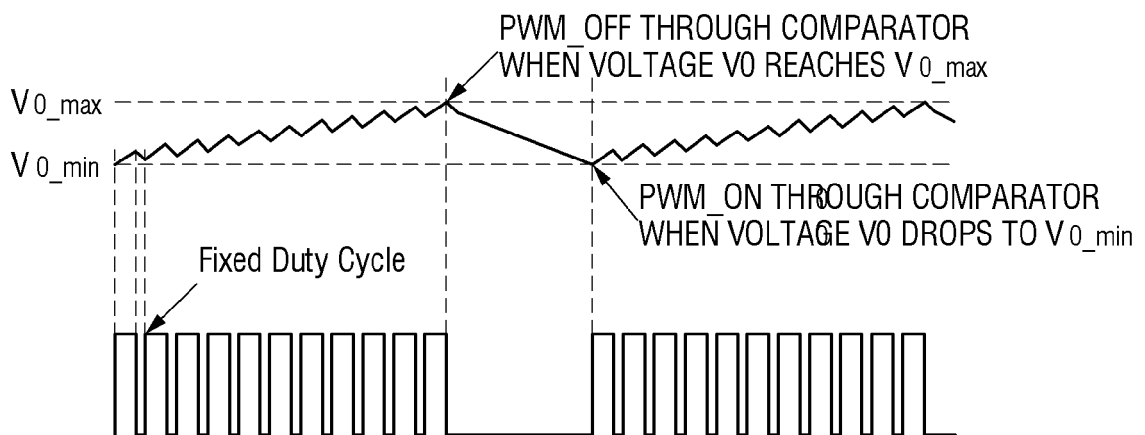 PWM_OFF THROUGH COMPARATOR
WHEN VOLTAGE V0 REACHES V0_max
V0_max
V0_min
PWM_ON THROUGH COMPARATOR
WHEN VOLTAGE V0 DROPS TO V0_min
Fixed Duty Cycle